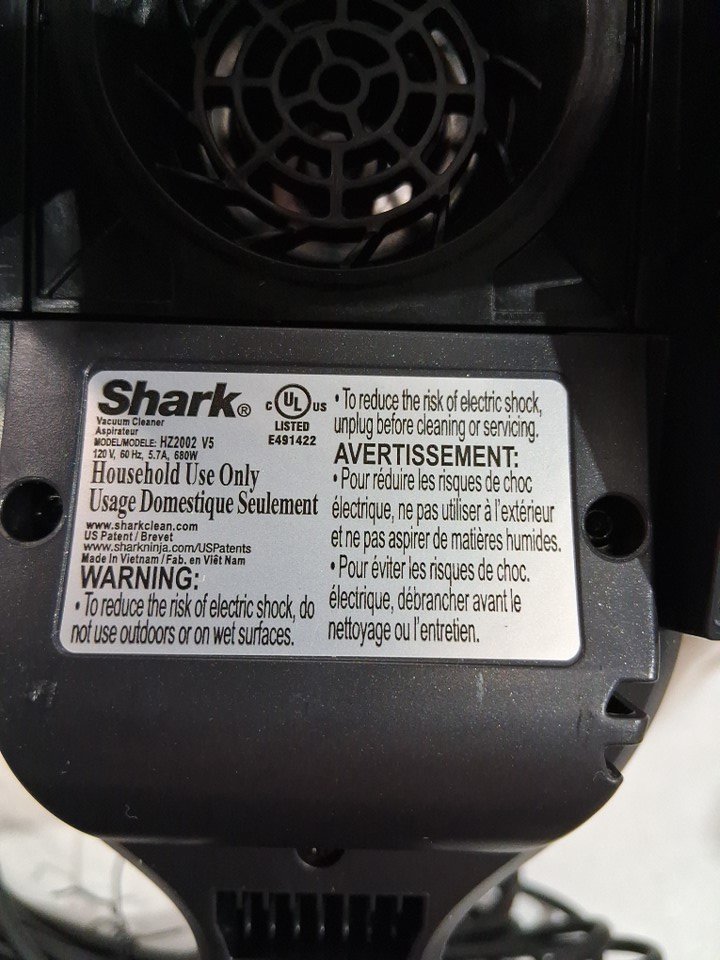 Shark®
Vacuum Cleaner
Aspirateur
MODEL/MODELE: HZ2002 V5
120 V, 60 Hz, 5.7A, 680W
Household Use Only
Usage Domestique Seulement
www.sharkclean.com
US Patent / Brevet
www.sharkninja.com/USPatents
Made in Vietnam / Fab. en Viêt Nam
WARNING:
• To reduce the risk of electric shock, do
not use outdoors or on wet surfaces.
C UL US
LISTED
E491422
• To reduce the risk of electric shock,
unplug before cleaning or servicing.
AVERTISSEMENT:
• Pour réduire les risques de choc
électrique, ne pas utiliser à l'extérieur
et ne pas aspirer de matières humides.
• Pour éviter les risques de choc.
électrique, débrancher avant le
nettoyage ou l'entretien.